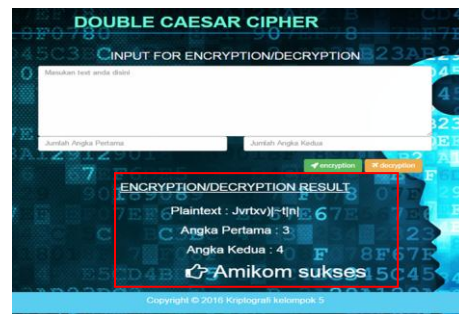 DOUBLE CAESAR CIPHER
INPUT FOR ENCRYPTION/DECRYPTION
Masukan text anda disini
Jumlah Angka Pertama
Jumlah Angka Kedua
encryption
decryption
ENCRYPTION/DECRYPTION RESULT
Plaintext : Jvrtxv)|~t|n|
Angka Pertama : 3
Angka Kedua : 4
Amikom sukses
Copyright © 2016 Kriptografi kelompok 5